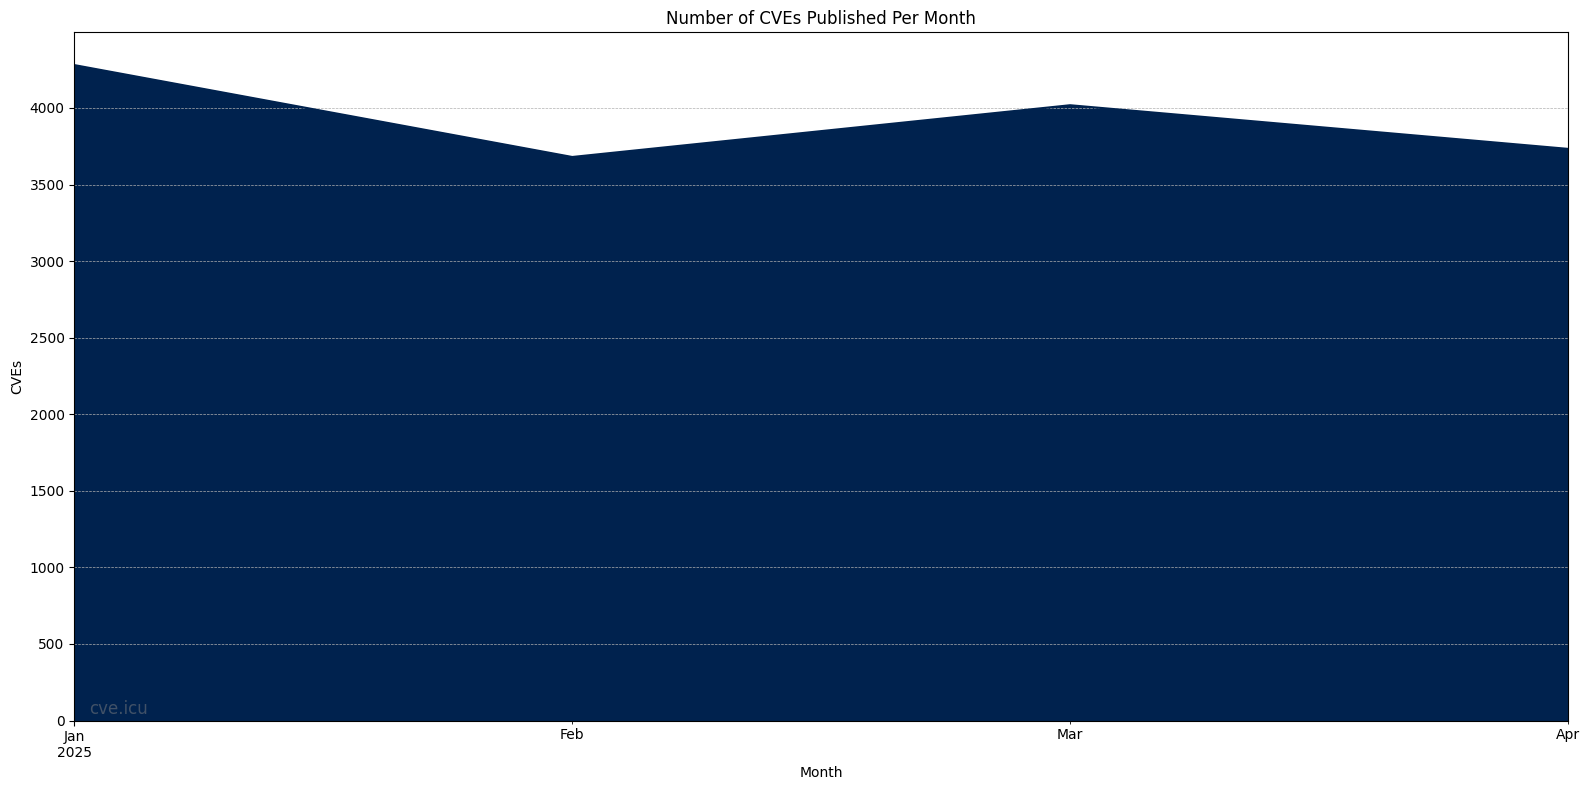 Number of CVEs Published Per Month
CVEs
4000
3500
3000
2500
2000
1500
1000
500
0
cve.icu
Jan
2025
Feb
Mar
Apr
Month